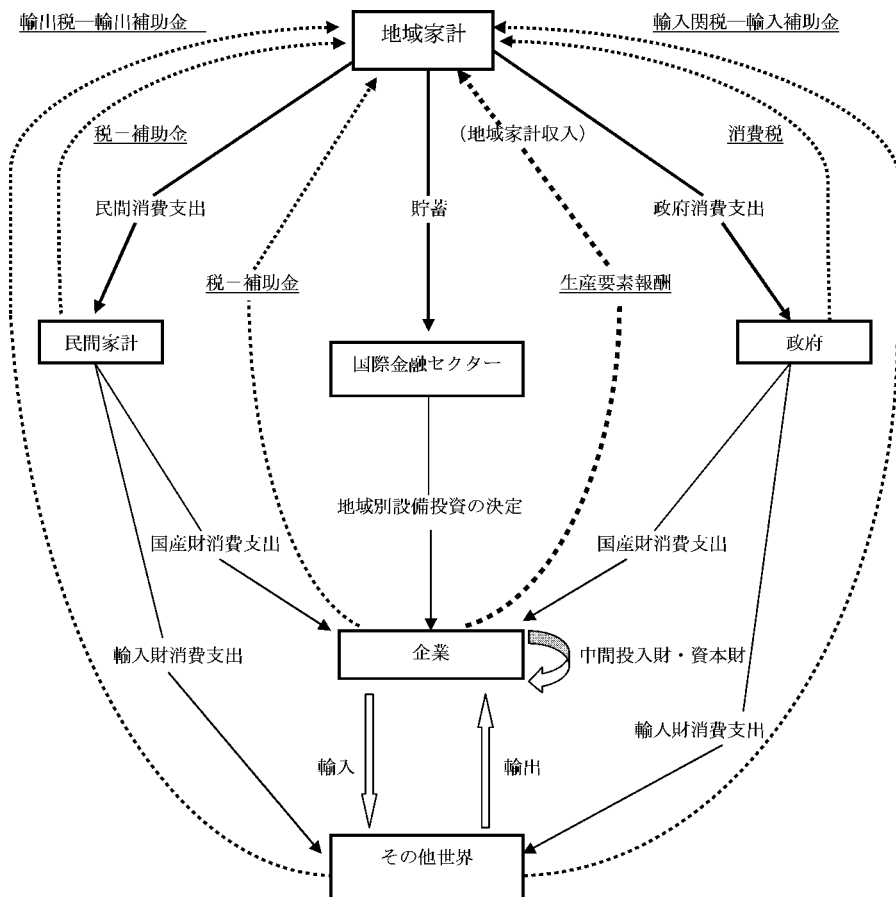 輸出税―輸出補助金
地域家計
輸入関税―輸入補助金
税－補助金
（地域家計収入）
消費税
民間消費支出
貯蓄
政府消費支出
税－補助金
生産要素報酬
民間家計
国際金融セクター
政府
地域別設備投資の決定
国産財消費支出
国産財消費支出
企業
中間投入財・資本財
輸入財消費支出
輸入財消費支出
輸入
輸出
その他世界